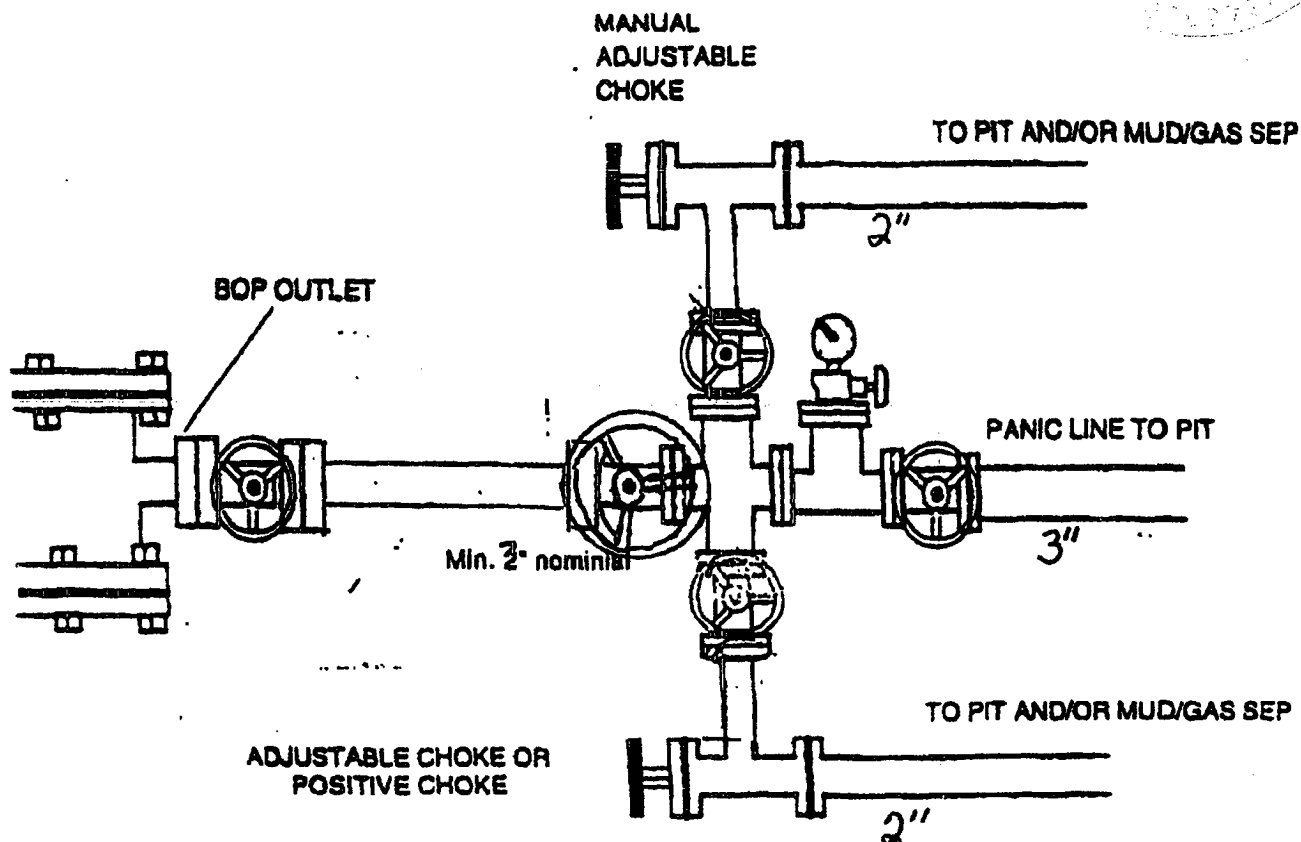 MANUAL
ADJUSTABLE
CHOKE
TO PIT AND/OR MUD/GAS SEP
2"
BOP OUTLET
PANIC LINE TO PIT
3"
Min. " nominal
TO PIT AND/OR MUD/GAS SEP
ADJUSTABLE CHOKE OR
POSITIVE CHOKE
2"